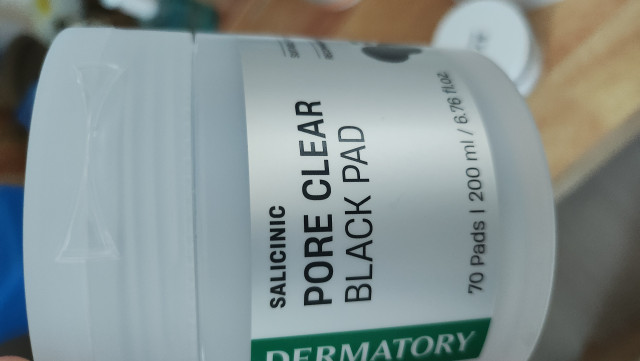 DERMATORY
SALICINIC
PORE CLEAR
BLACK PAD
70 Pads | 200 ml / 6.76 fl.oz.